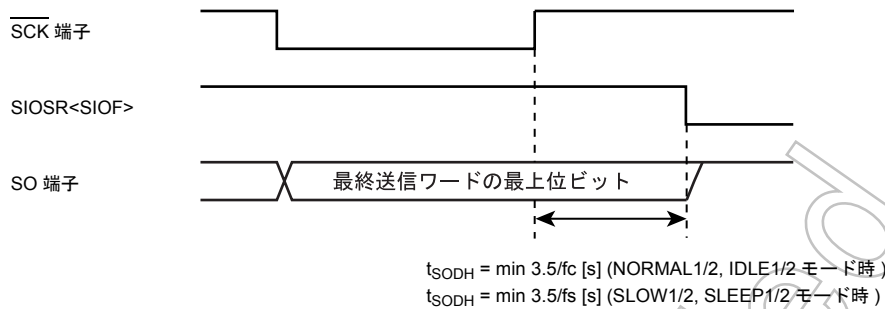 SCK 端子
SIOSR<SIOF>
SO 端子
最終送信ワードの最上位ビット
tSODH = min 3.5/fc [s] (NORMAL1/2, IDLE1/2 モード時 )
tSODH = min 3.5/fs [s] (SLOW1/2, SLEEP1/2 モード時 )